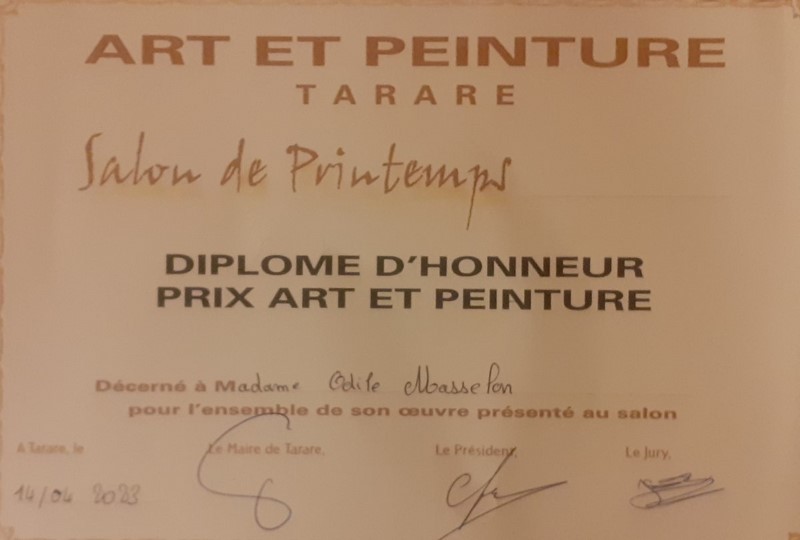 ART ET PEINTURE
TARARE
Salon de Printemps
DIPLOME D'HONNEUR
PRIX ART ET PEINTURE
Décerné à Madame Odile Masselon
pour l'ensemble de son œuvre présenté au salon
A Tarare, le Le Maire de Tarare, Le Président, Le Jury,
14/04 2023